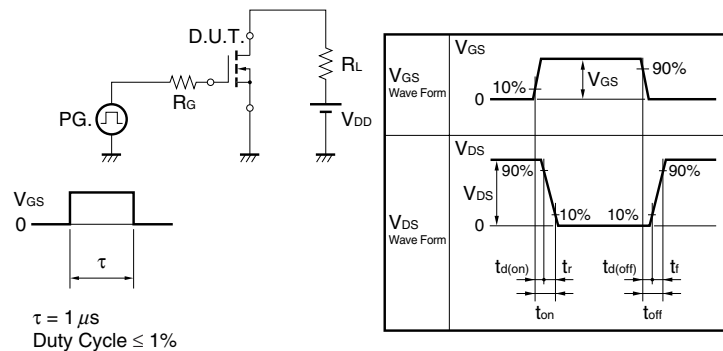 D.U.T.
RL
RG
PG.
VDD
VGS
0
τ
τ = 1 μs
Duty Cycle ≤ 1%
VGS
Wave Form
VGS
10%
VGS
90%
0
VDS
Wave Form
VDS
90%
90%
VDS
10%
10%
0
td(on)
tr
td(off)
tf
ton
toff